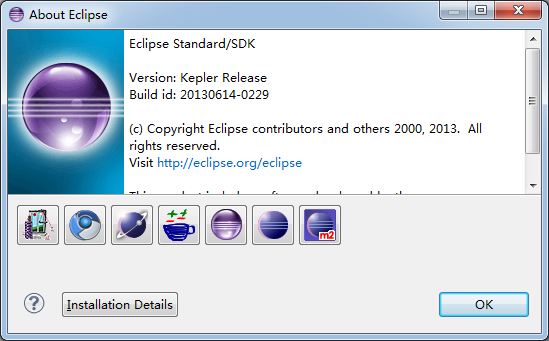 About Eclipse
Eclipse Standard/SDK
Version: Kepler Release
Build id: 20130614-0229
(c) Copyright Eclipse contributors and others 2000, 2013.  All
rights reserved.
Visit http://eclipse.org/eclipse
m2
?
Installation Details
OK